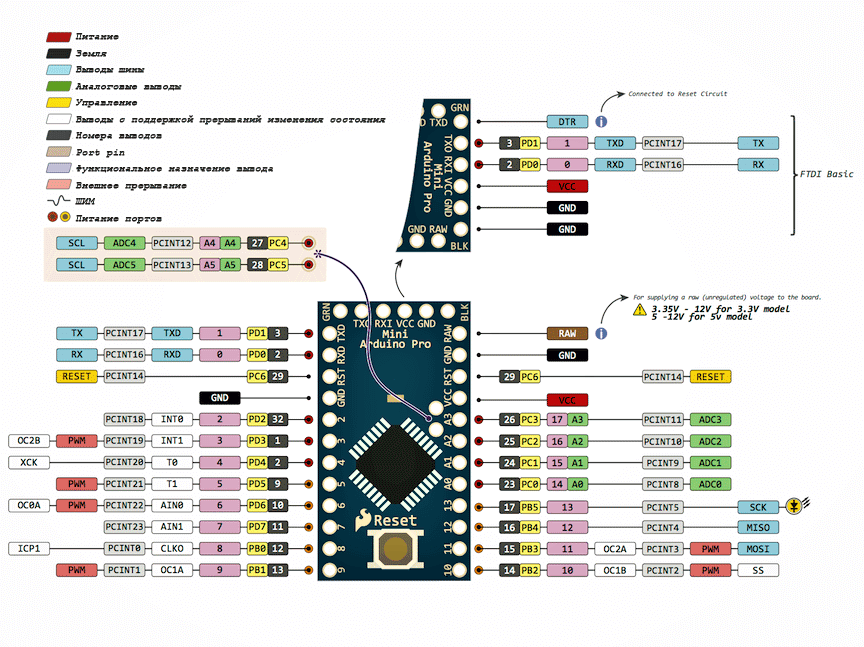 Питание
Земля
Выводы шины
Аналоговые выводы
Управление
Выводы с поддержкой прерываний изменения состояния
Номера выводов
Port pin
Функциональное назначение вывода
Внешнее прерывание
ШИМ
Питание портов
SCL ADC4 PCINT12 A4 A4 27 PC4
SCL ADC5 PCINT13 A5 A5 28 PC5
Connected to Reset Circuit
DTR
3 PD1 1 TXD PCINT17 TX
2 PD0 0 RXD PCINT16 RX
VCC
GND
GND
FTDI Basic
GRN
D TXD
TXO RXI VCC GND
Mini
Arduino Pro
GND RAW
BLK
For supplying a raw (unregulated) voltage to the board.
3.35V - 12V for 3.3V model
5 -12V for 5v model
TX PCINT17 TXD 1 PD1 3
RX PCINT16 RXD 0 PD0 2
RESET PCINT14 PC6 29
GND
PCINT18 INT0 2 PD2 32
OC2B PWM PCINT19 INT1 3 PD3 1
XCK PCINT20 T0 4 PD4 2
PWM PCINT21 T1 5 PD5 9
OC0A PWM PCINT22 AIN0 6 PD6 10
PCINT23 AIN1 7 PD7 11
ICP1 PCINT0 CLKO 8 PB0 12
PWM PCINT1 OC1A 9 PB1 13
GRN
BLK
TXO RXI VCC GND
Mini
Arduino Pro
TXD RXD RST GND 2 3 4 5 6 7 8 9
RAW GND RST VCC A3 A2 A1 A0 13 12 11 10
Reset
RAW
GND
29 PC6 PCINT14 RESET
VCC
26 PC3 17 A3 PCINT11 ADC3
25 PC2 16 A2 PCINT10 ADC2
24 PC1 15 A1 PCINT9 ADC1
23 PC0 14 A0 PCINT8 ADC0
17 PB5 13 PCINT5 SCK
16 PB4 12 PCINT4 MISO
15 PB3 11 OC2A PCINT3 PWM MOSI
14 PB2 10 OC1B PCINT2 PWM SS